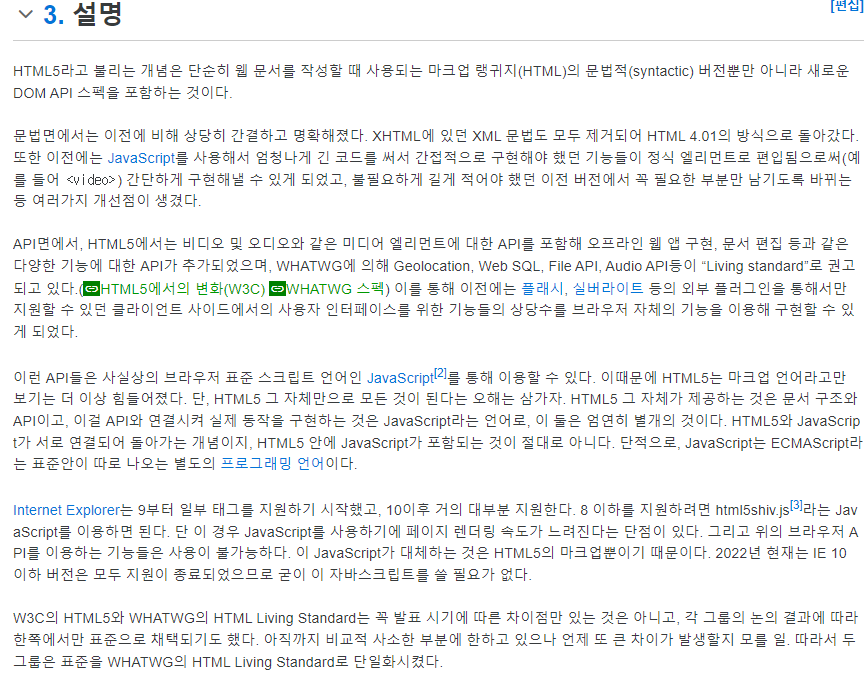 3. 설명
[편집]
HTML5라고 불리는 개념은 단순히 웹 문서를 작성할 때 사용되는 마크업 랭귀지(HTML)의 문법적(syntactic) 버전뿐만 아니라 새로운
DOM API 스펙을 포함하는 것이다.
문법면에서는 이전에 비해 상당히 간결하고 명확해졌다. XHTML에 있던 XML 문법도 모두 제거되어 HTML 4.01의 방식으로 돌아갔다.
또한 이전에는 JavaScript를 사용해서 엄청나게 긴 코드를 써서 간접적으로 구현해야 했던 기능들이 정식 엘리먼트로 편입됨으로써(예
를 들어 <video>) 간단하게 구현해낼 수 있게 되었고, 불필요하게 길게 적어야 했던 이전 버전에서 꼭 필요한 부분만 남기도록 바뀌는
등 여러가지 개선점이 생겼다.
API면에서, HTML5에서는 비디오 및 오디오와 같은 미디어 엘리먼트에 대한 API를 포함해 오프라인 웹 앱 구현, 문서 편집 등과 같은
다양한 기능에 대한 API가 추가되었으며, WHATWG에 의해 Geolocation, Web SQL, File API, Audio API등이 “Living standard”로 권고
되고 있다.(HTML5에서의 변화(W3C) WHATWG 스펙) 이를 통해 이전에는 플래시, 실버라이트 등의 외부 플러그인을 통해서만
지원할 수 있던 클라이언트 사이드에서의 사용자 인터페이스를 위한 기능들의 상당수를 브라우저 자체의 기능을 이용해 구현할 수 있
게 되었다.
이런 API들은 사실상의 브라우저 표준 스크립트 언어인 JavaScript[2]를 통해 이용할 수 있다. 이때문에 HTML5는 마크업 언어라고만
보기는 더 이상 힘들어졌다. 단, HTML5 그 자체만으로 모든 것이 된다는 오해는 삼가자. HTML5 그 자체가 제공하는 것은 문서 구조와
API이고, 이걸 API와 연결시켜 실제 동작을 구현하는 것은 JavaScript라는 언어로, 이 둘은 엄연히 별개의 것이다. HTML5와 JavaScrip
t가 서로 연결되어 돌아가는 개념이지, HTML5 안에 JavaScript가 포함되는 것이 절대로 아니다. 단적으로, JavaScript는 ECMAScript라
는 표준안이 따로 나오는 별도의 프로그래밍 언어이다.
Internet Explorer는 9부터 일부 태그를 지원하기 시작했고, 10이후 거의 대부분 지원한다. 8 이하를 지원하려면 html5shiv.js[3]라는 Jav
aScript를 이용하면 된다. 단 이 경우 JavaScript를 사용하기에 페이지 렌더링 속도가 느려진다는 단점이 있다. 그리고 위의 브라우저 A
PI를 이용하는 기능들은 사용이 불가능하다. 이 JavaScript가 대체하는 것은 HTML5의 마크업뿐이기 때문이다. 2022년 현재는 IE 10
이하 버전은 모두 지원이 종료되었으므로 굳이 이 자바스크립트를 쓸 필요가 없다.
W3C의 HTML5와 WHATWG의 HTML Living Standard는 꼭 발표 시기에 따른 차이점만 있는 것은 아니고, 각 그룹의 논의 결과에 따라
한쪽에서만 표준으로 채택되기도 했다. 아직까지 비교적 사소한 부분에 한하고 있으나 언제 또 큰 차이가 발생할지 모를 일. 따라서 두
그룹은 표준을 WHATWG의 HTML Living Standard로 단일화시켰다.